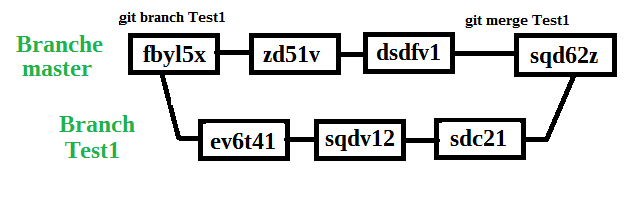 git branch Test1
git merge Test1
Branche
master
fbyl5x
zd51v
dsdfv1
sqd62z
Branch
Test1
ev6t41
sqdv12
sdc21